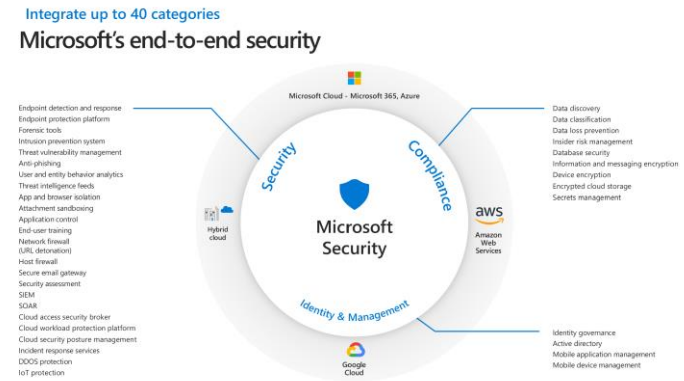 Integrate up to 40 categories
Microsoft's end-to-end security
Microsoft Cloud - Microsoft 365, Azure
Endpoint detection and response
Endpoint protection platform
Forensic tools
Intrusion prevention system
Threat vulnerability management
Anti-phishing
User and entity behavior analytics
Threat intelligence feeds
App and browser isolation
Attachment sandboxing
Application control
End-user training
Network firewall
(URL detonation)
Host firewall
Secure email gateway
Security assessment
SIEM
SOAR
Cloud access security broker
Cloud workload protection platform
Cloud security posture management
Incident response services
DDOS protection
IoT protection
Security
Compliance
Hybrid
cloud
Microsoft
Security
aws
Amazon
Web
Services
Identity & Management
Google
Cloud
Data discovery
Data classification
Data loss prevention
Insider risk management
Database security
Information and messaging encryption
Device encryption
Encrypted cloud storage
Secrets management
Identity governance
Active directory
Mobile application management
Mobile device management